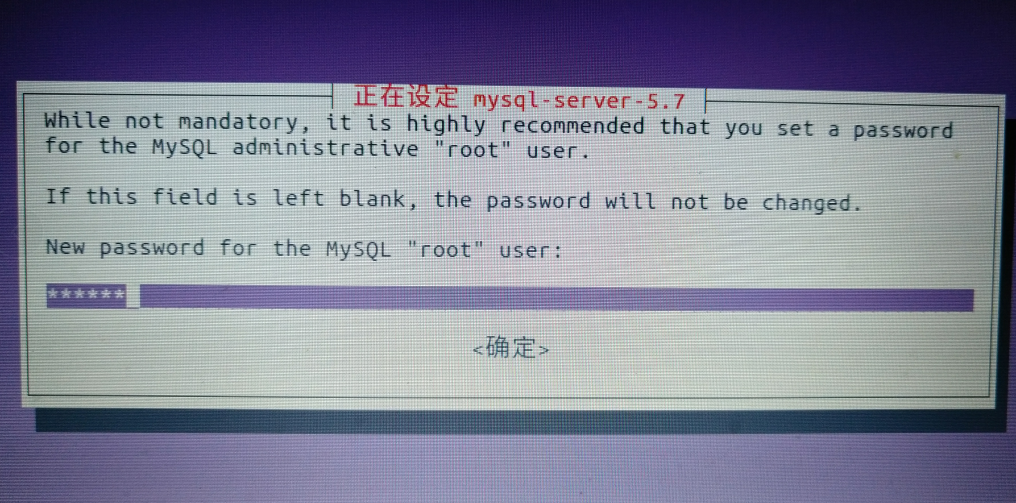 正在设定 mysql-server-5.7
While not mandatory, it is highly recommended that you set a password
for the MySQL administrative "root" user.
If this field is left blank, the password will not be changed.
New password for the MySQL "root" user:
******_
<确定>